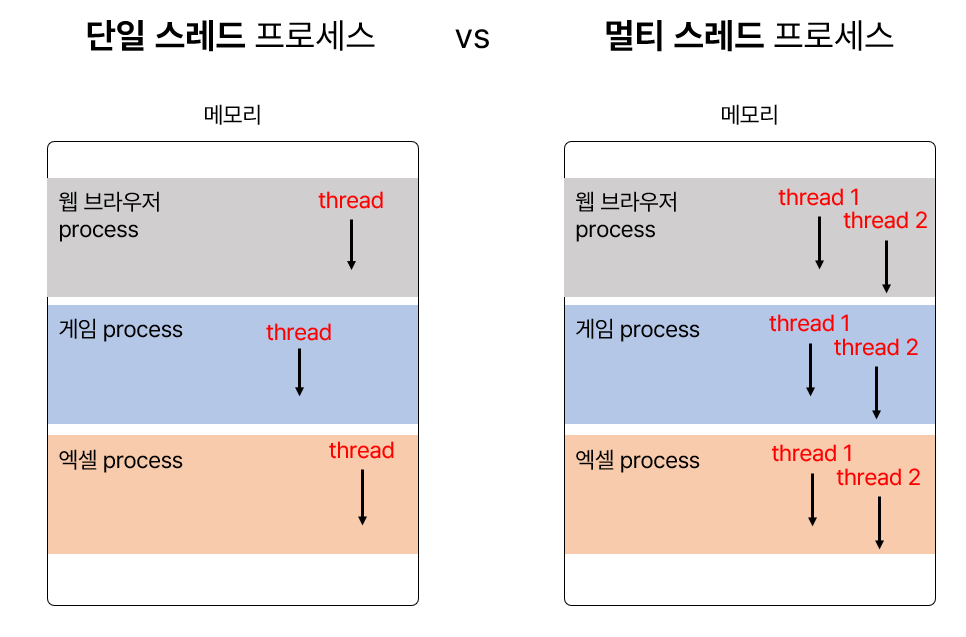 단일 스레드 프로세스 vs 멀티 스레드 프로세스
메모리
웹 브라우저
process
thread
게임 process
thread
엑셀 process
thread
메모리
웹 브라우저
process
thread 1
thread 2
게임 process
thread 1
thread 2
엑셀 process
thread 1
thread 2